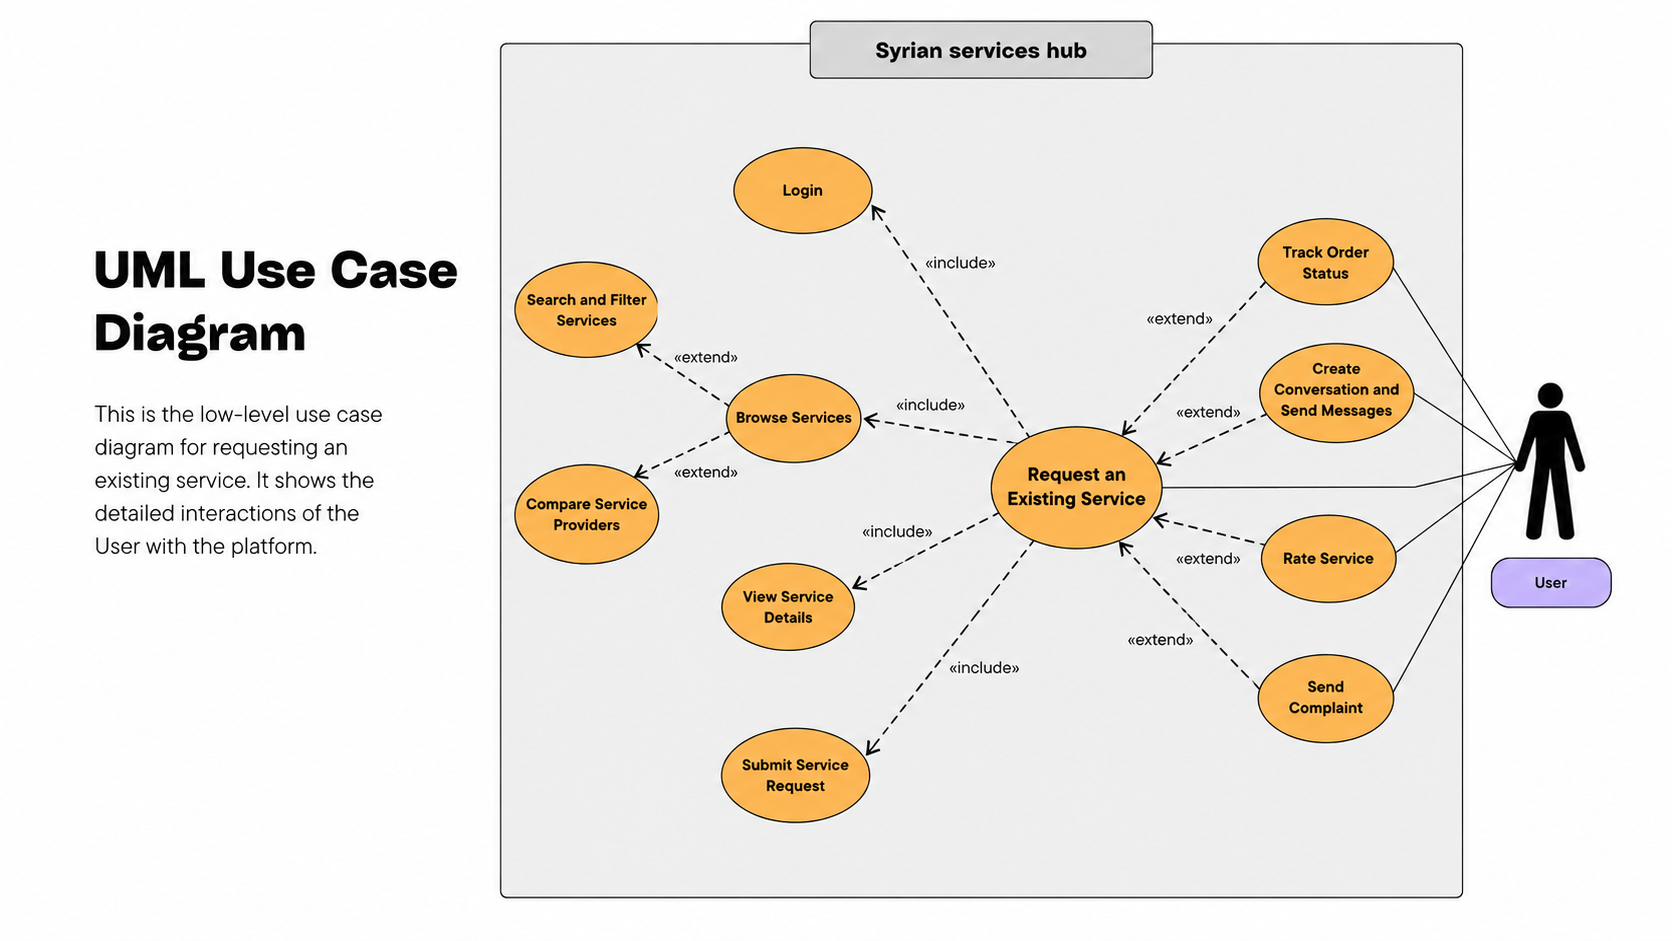 Syrian services hub
UML Use Case
Diagram
This is the low-level use case
diagram for requesting an
existing service. It shows the
detailed interactions of the
User with the platform.
Login
«include»
Search and Filter
Services
«extend»
Browse Services
«include»
«extend»
Compare Service
Providers
«include»
View Service
Details
«include»
Submit Service
Request
Request an
Existing Service
Track Order
Status
«extend»
Create
Conversation and
Send Messages
«extend»
Rate Service
«extend»
«extend»
Send
Complaint
User